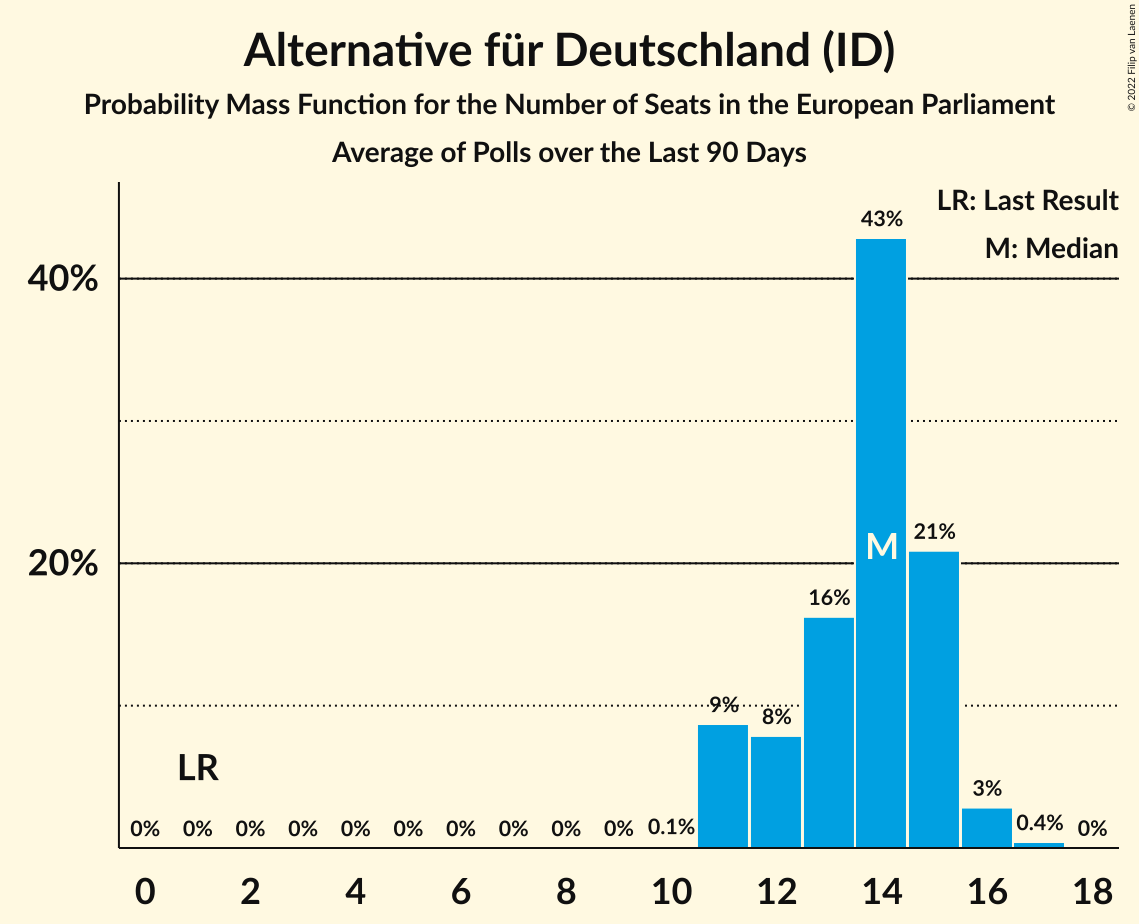 Alternative für Deutschland (ID)
Probability Mass Function for the Number of Seats in the European Parliament
Average of Polls over the Last 90 Days
© 2022 Filip van Laenen
LR: Last Result
M: Median
43%
40%
21%
M
20%
16%
9%
8%
LR
3%
0% 0% 0% 0% 0% 0% 0% 0% 0% 0% 0.1% 0.4% 0%
0 2 4 6 8 10 12 14 16 18